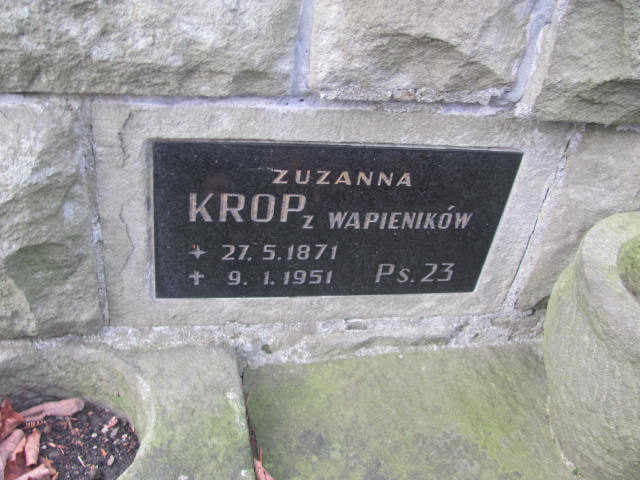 ZUZANNA
KROP z WAPIENIKÓW
✦ 27. 5. 1871
✝ 9. 1. 1951 Ps. 23